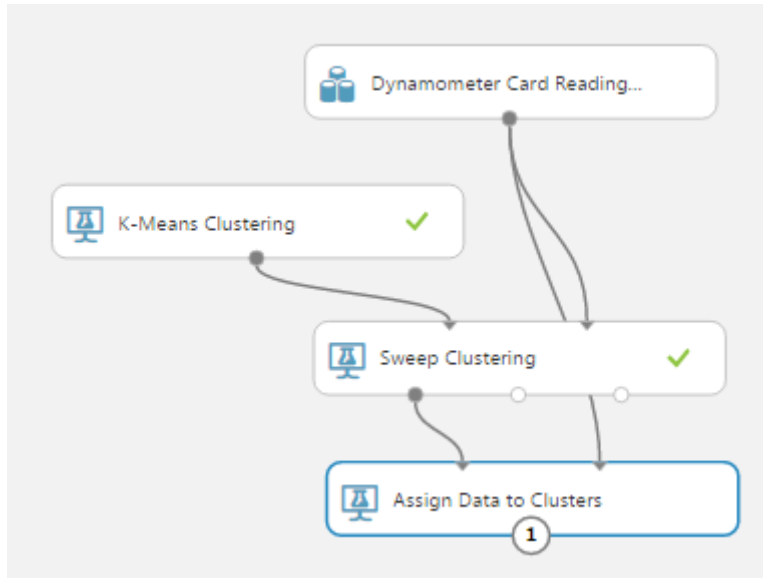 Dynamometer Card Reading...
K-Means Clustering
Sweep Clustering
Assign Data to Clusters
1